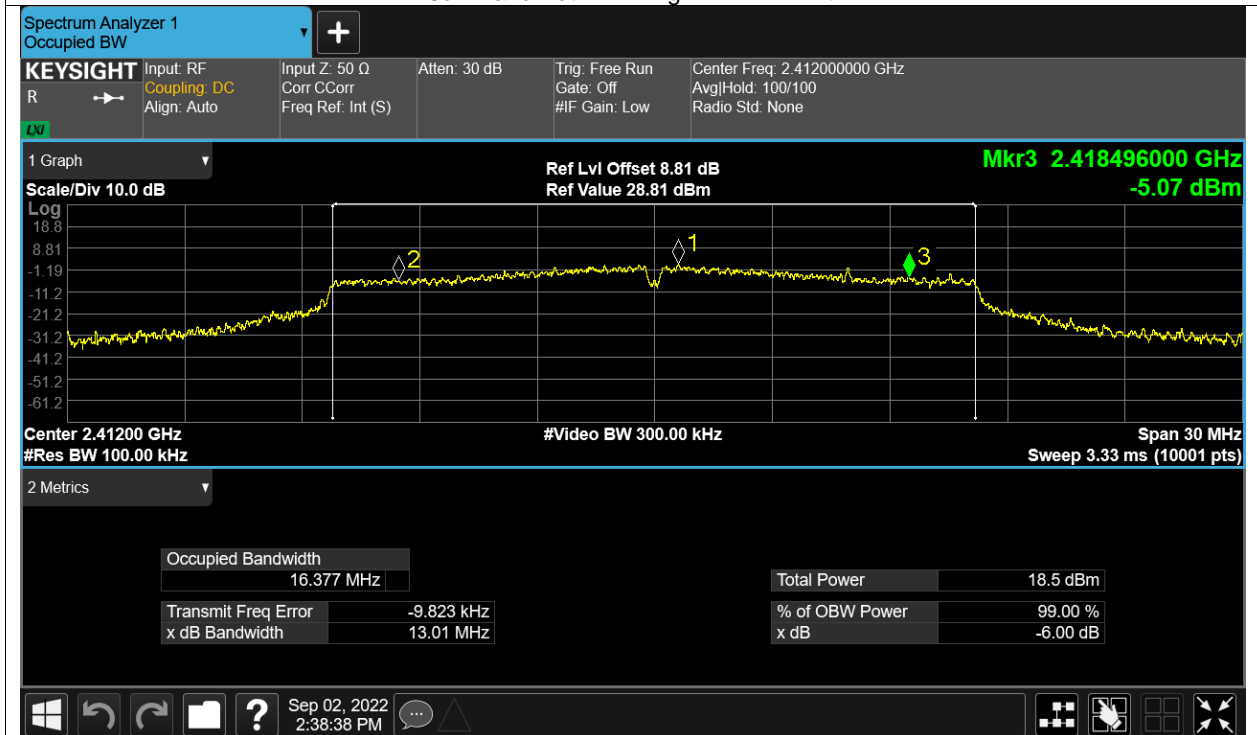 Spectrum Analyzer 1
Occupied BW
+
KEYSIGHT Input: RF Input Z: 50 Ω Atten: 30 dB Trig: Free Run Center Freq: 2.412000000 GHz
R Coupling: DC Corr CCorr Gate: Off Avg|Hold: 100/100
Align: Auto Freq Ref: Int (S) #IF Gain: Low Radio Std: None
LXI
1 Graph Ref Lvl Offset 8.81 dB Mkr3 2.418496000 GHz
Scale/Div 10.0 dB Ref Value 28.81 dBm -5.07 dBm
Log
18.8
8.81
-1.19
-11.2
-21.2
-31.2
-41.2
-51.2
-61.2
2
1
3
Center 2.41200 GHz #Video BW 300.00 kHz Span 30 MHz
#Res BW 100.00 kHz Sweep 3.33 ms (10001 pts)
2 Metrics
Occupied Bandwidth
16.377 MHz Total Power 18.5 dBm
Transmit Freq Error -9.823 kHz % of OBW Power 99.00 %
x dB Bandwidth 13.01 MHz x dB -6.00 dB
? Sep 02, 2022
2:38:38 PM